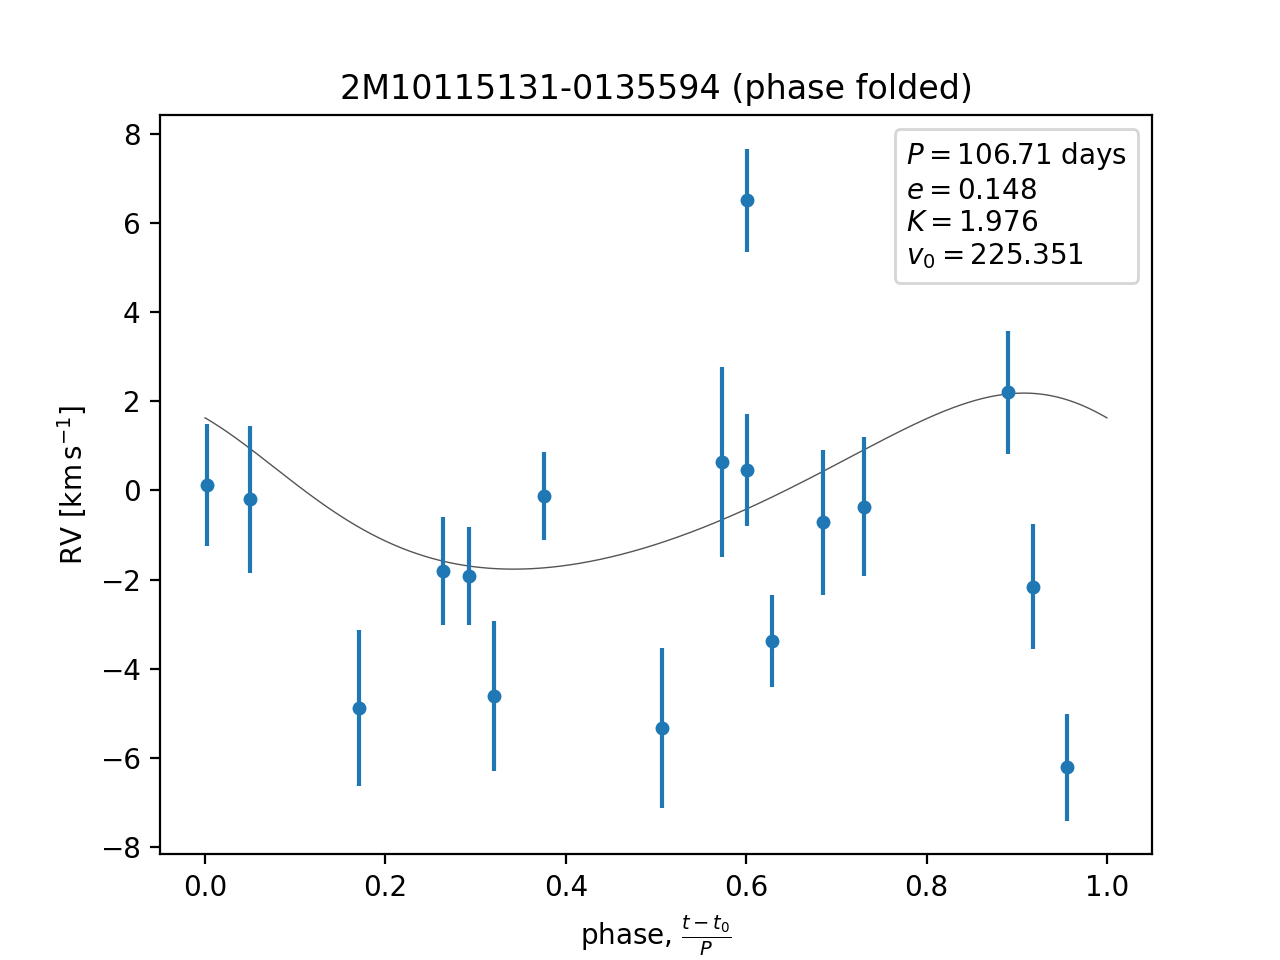 2M10115131-0135594 (phase folded)
P = 106.71 days
e = 0.148
K = 1.976
v₀ = 225.351
RV [km s⁻¹]
8
6
4
2
0
−2
−4
−6
−8
0.0 0.2 0.4 0.6 0.8 1.0
phase, (t − t₀)/P